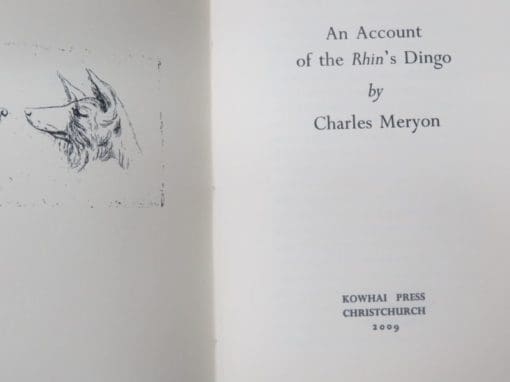 An Account
of the Rhin's Dingo
by
Charles Meryon
KOWHAI PRESS
CHRISTCHURCH
2009